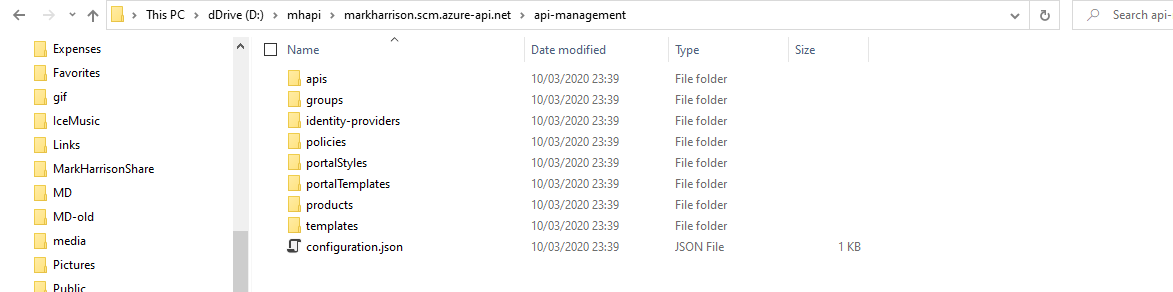 This PC > dDrive (D:) > mhapi > markharrison.scm.azure-api.net > api-management
Search api-
Expenses
Favorites
gif
IceMusic
Links
MarkHarrisonShare
MD
MD-old
media
Pictures
Public
Name Date modified Type Size
apis 10/03/2020 23:39 File folder
groups 10/03/2020 23:39 File folder
identity-providers 10/03/2020 23:39 File folder
policies 10/03/2020 23:39 File folder
portalStyles 10/03/2020 23:39 File folder
portalTemplates 10/03/2020 23:39 File folder
products 10/03/2020 23:39 File folder
templates 10/03/2020 23:39 File folder
configuration.json 10/03/2020 23:39 JSON File 1 KB